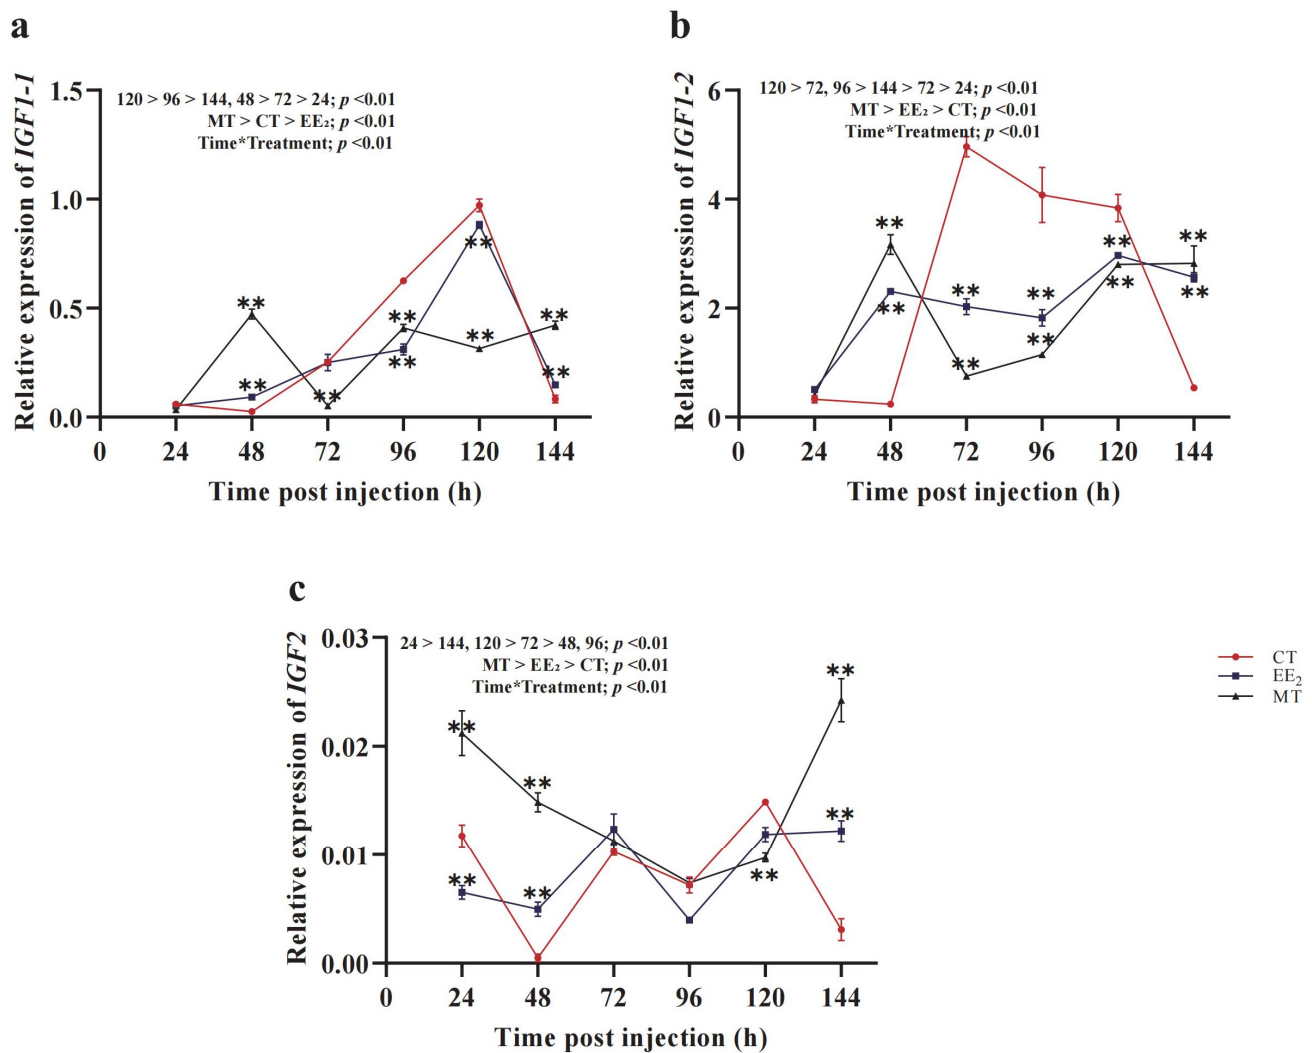 a
1.5
120 > 96 > 144, 48 > 72 > 24; p <0.01
MT > CT > EE₂; p <0.01
Time*Treatment; p <0.01
1.0
0.5
0.0
Relative expression of IGF1-1
**
**
**
**
**
**
**
**
**
0 24 48 72 96 120 144
Time post injection (h)
b
6
120 > 72, 96 > 144 > 72 > 24; p <0.01
MT > EE₂ > CT; p <0.01
Time*Treatment; p <0.01
4
2
0
Relative expression of IGF1-2
**
**
**
**
**
**
**
**
**
**
0 24 48 72 96 120 144
Time post injection (h)
c
0.03
24 > 144, 120 > 72 > 48, 96; p <0.01
MT > EE₂ > CT; p <0.01
Time*Treatment; p <0.01
0.02
0.01
0.00
Relative expression of IGF2
**
**
**
**
**
**
**
0 24 48 72 96 120 144
Time post injection (h)
CT
EE₂
MT